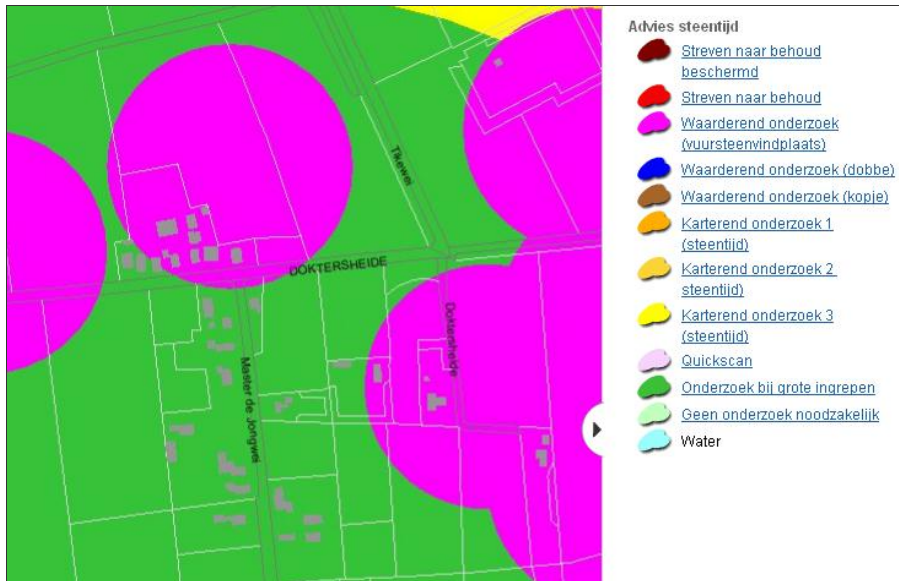 Tikewei
DOKTERSHEIDE
Doktersheide
Master de Jongwei
Advies steentijd
Streven naar behoud
beschermd
Streven naar behoud
Waarderend onderzoek
(vuursteenvindplaats)
Waarderend onderzoek (dobbe)
Waarderend onderzoek (kopje)
Karterend onderzoek 1
(steentijd)
Karterend onderzoek 2
steentijd)
Karterend onderzoek 3
(steentijd)
Quickscan
Onderzoek bij grote ingrepen
Geen onderzoek noodzakelijk
Water